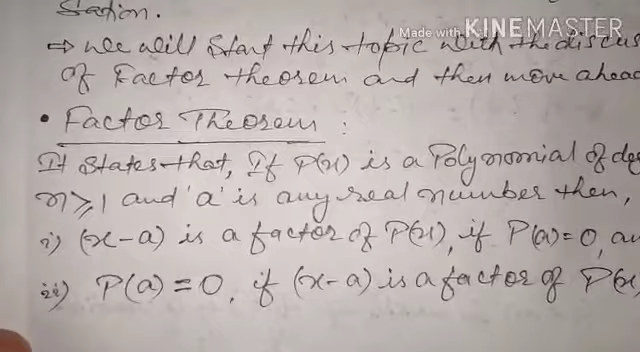 Made with KINEMASTER
⇒ we will start this topic with the discus
of Factor theorem and then move ahead
• Factor Theorem :
It states that, If P(x) is a Polynomial of deg
n ≥ 1 and 'a' is any real number then,
i) (x-a) is a factor of P(x), if P(a)=0, an
ii) P(a) = 0, if (x-a) is a factor of P(x